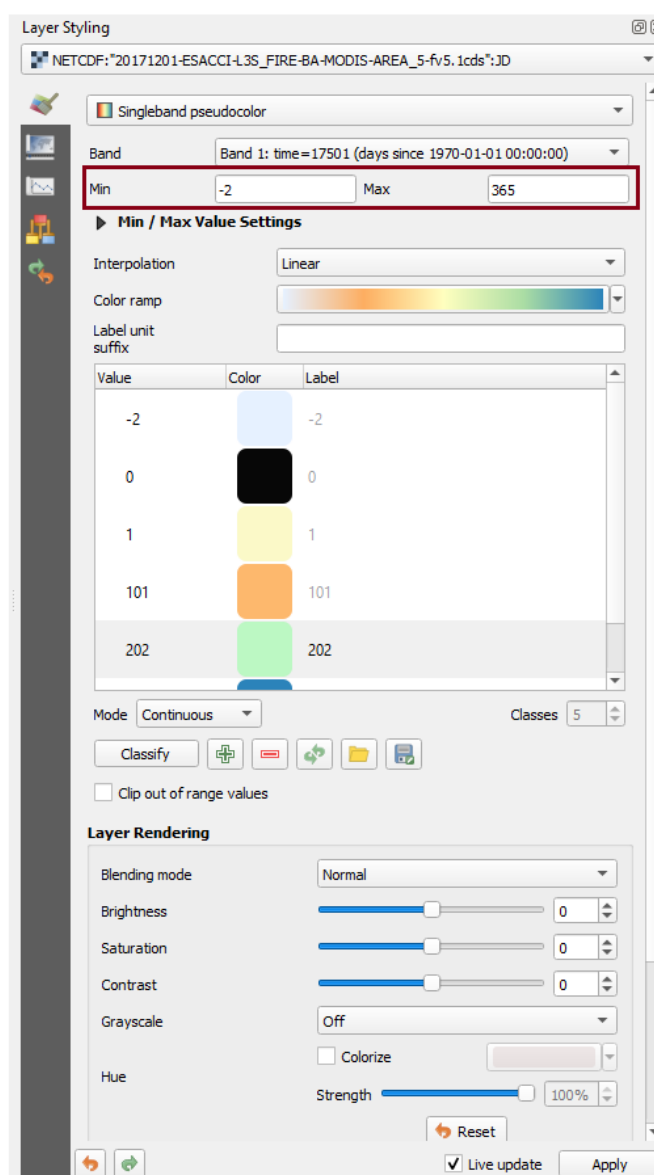 Layer Styling
NETCDF:"20171201-ESACCI-L3S_FIRE-BA-MODIS-AREA_5-fv5.1cds":JD
Singleband pseudocolor
Band Band 1: time=17501 (days since 1970-01-01 00:00:00)
Min -2 Max 365
Min / Max Value Settings
Interpolation Linear
Color ramp
Label unit
suffix
Value Color Label
-2 -2
0 0
1 1
101 101
202 202
Mode Continuous Classes 5
Classify
Clip out of range values
Layer Rendering
Blending mode Normal
Brightness 0
Saturation 0
Contrast 0
Grayscale Off
Colorize
Hue
Strength 100%
Reset
Live update Apply